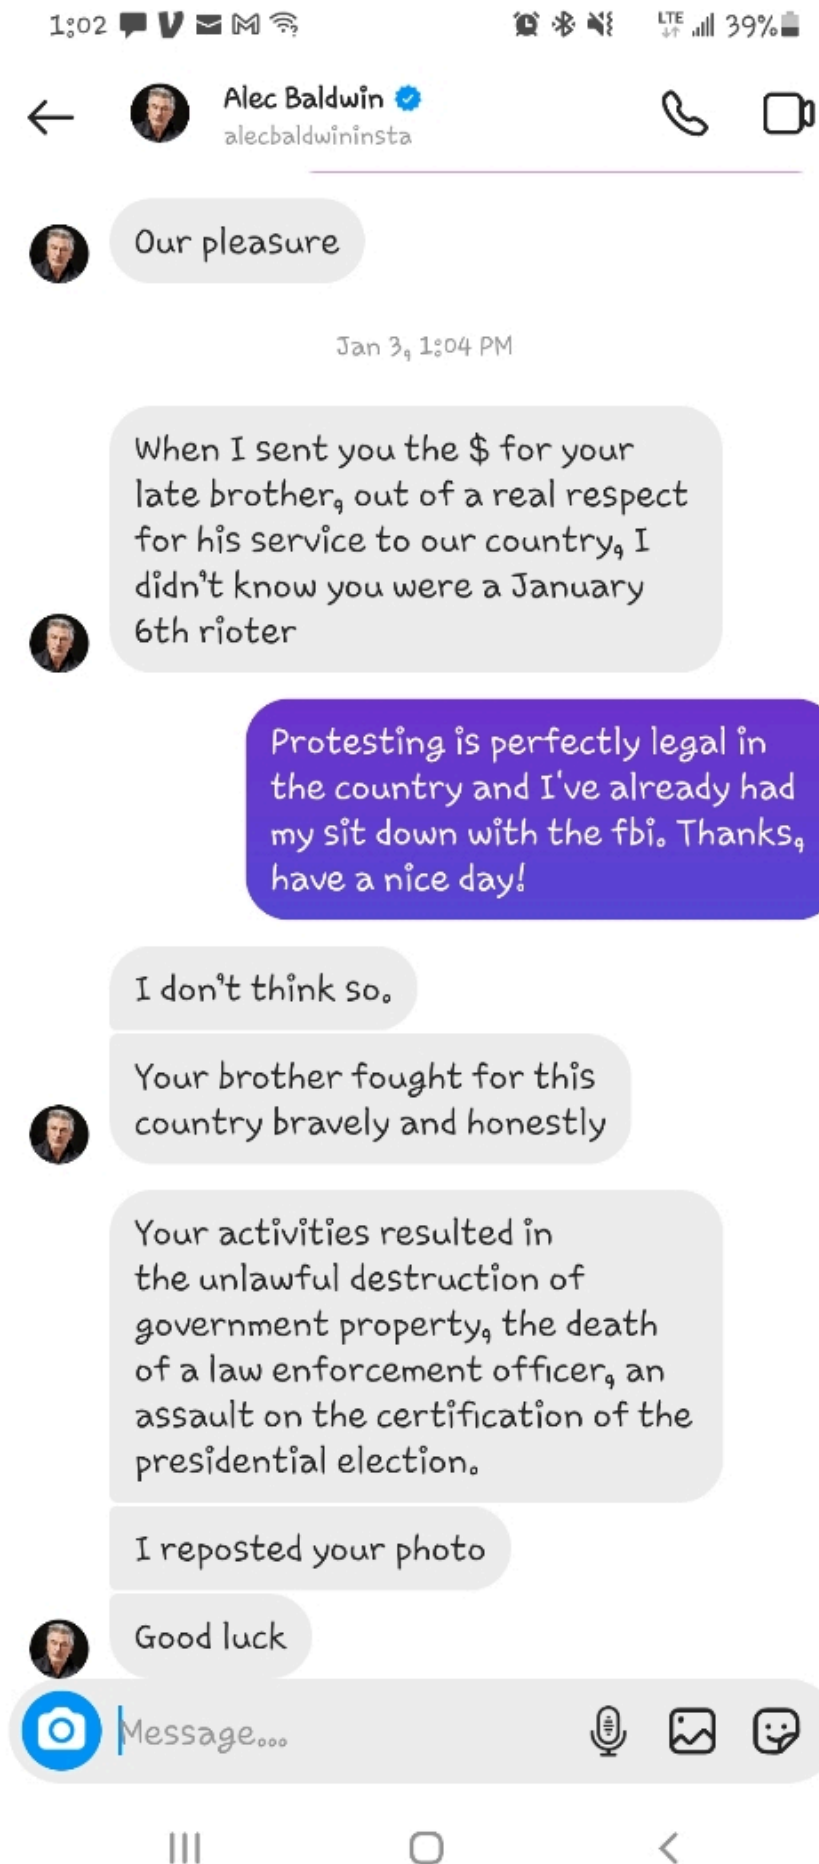 1:02
LTE 39%
Alec Baldwin
alecbaldwininsta
Our pleasure
Jan 3, 1:04 PM
When I sent you the $ for your
late brother, out of a real respect
for his service to our country, I
didn't know you were a January
6th rioter
Protesting is perfectly legal in
the country and I've already had
my sit down with the fbi. Thanks,
have a nice day!
I don't think so.
Your brother fought for this
country bravely and honestly
Your activities resulted in
the unlawful destruction of
government property, the death
of a law enforcement officer, an
assault on the certification of the
presidential election.
I reposted your photo
Good luck
Message...